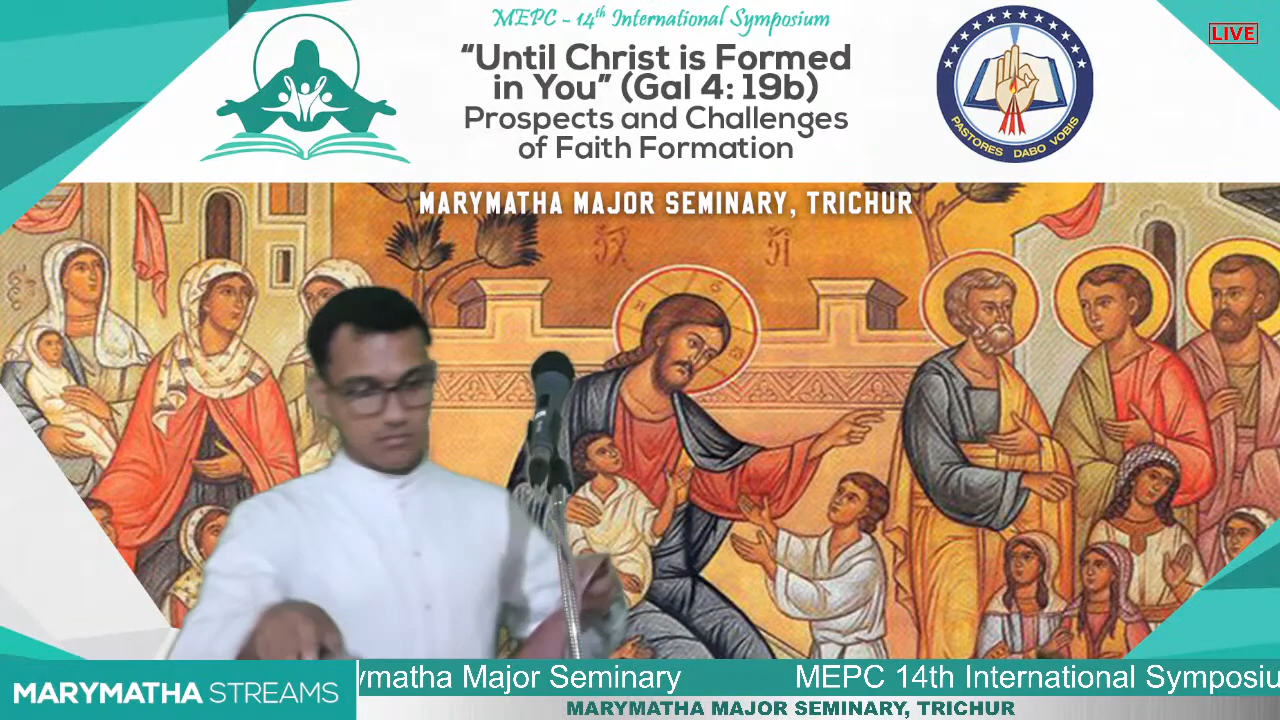 MEPC - 14th International Symposium
LIVE
“Until Christ is Formed
in You” (Gal 4: 19b)
Prospects and Challenges
of Faith Formation
PASTORES DABO VOBIS
MARYMATHA MAJOR SEMINARY, TRICHUR
MARYMATHA STREAMS
ymatha Major Seminary MEPC 14th International Symposiu
MARYMATHA MAJOR SEMINARY, TRICHUR